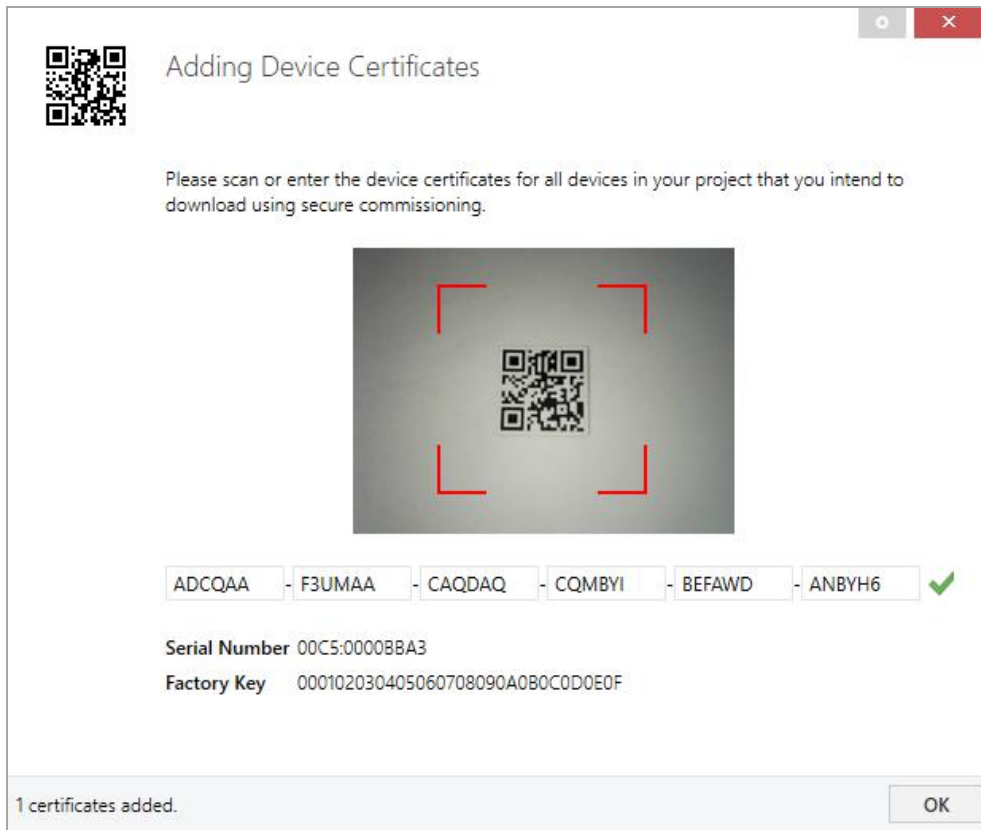 Adding Device Certificates
Please scan or enter the device certificates for all devices in your project that you intend to
download using secure commissioning.
ADCQAA - F3UMAA - CAQDAQ - CQMBYI - BEFAWD - ANBYH6
Serial Number 00C5:0000BBA3
Factory Key 000102030405060708090A0B0C0D0E0F
1 certificates added.
OK